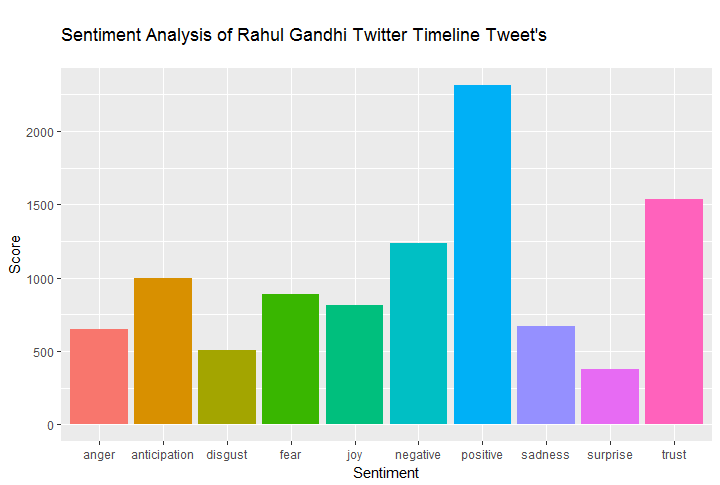 Sentiment Analysis of Rahul Gandhi Twitter Timeline Tweet's
Score
2000
1500
1000
500
0
anger anticipation disgust fear joy negative positive sadness surprise trust
Sentiment